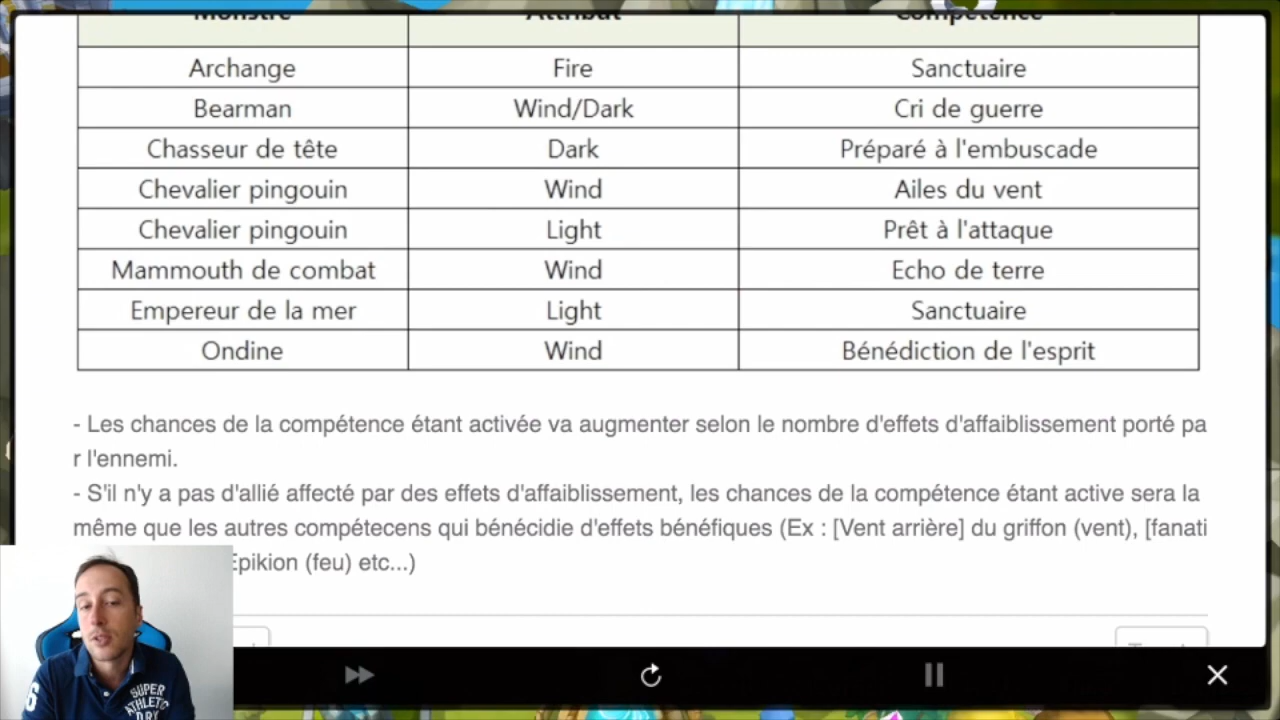 Monstre Attribut Compétence
Archange Fire Sanctuaire
Bearman Wind/Dark Cri de guerre
Chasseur de tête Dark Préparé à l'embuscade
Chevalier pingouin Wind Ailes du vent
Chevalier pingouin Light Prêt à l'attaque
Mammouth de combat Wind Echo de terre
Empereur de la mer Light Sanctuaire
Ondine Wind Bénédiction de l'esprit
- Les chances de la compétence étant activée va augmenter selon le nombre d'effets d'affaiblissement porté pa
r l'ennemi.
- S'il n'y a pas d'allié affecté par des effets d'affaiblissement, les chances de la compétence étant active sera la
même que les autres compétecens qui bénécidie d'effets bénéfiques (Ex : [Vent arrière] du griffon (vent), [fanati
Epikion (feu) etc...)
SUPER
ATHLETIC
DRY